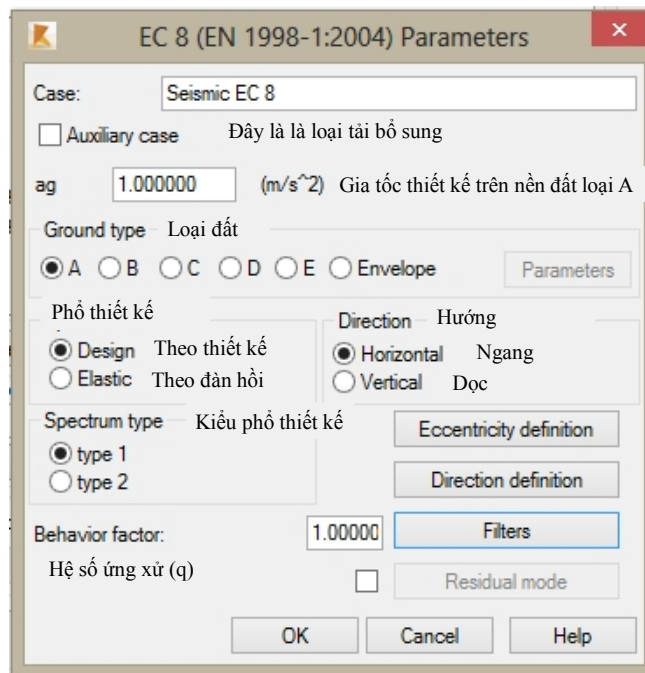 EC 8 (EN 1998-1:2004) Parameters
Case: Seismic EC 8
Auxiliary case Đây là là loại tải bổ sung
ag 1.000000 (m/s^2) Gia tốc thiết kế trên nền đất loại A
Ground type Loại đất
A B C D E Envelope Parameters
Phổ thiết kế
Direction Hướng
Design Theo thiết kế
Horizontal Ngang
Elastic Theo đàn hồi
Vertical Dọc
Spectrum type Kiểu phổ thiết kế
Eccentricity definition
type 1
type 2
Direction definition
Behavior factor: 1.00000 Filters
Hệ số ứng xử (q)
Residual mode
OK Cancel Help